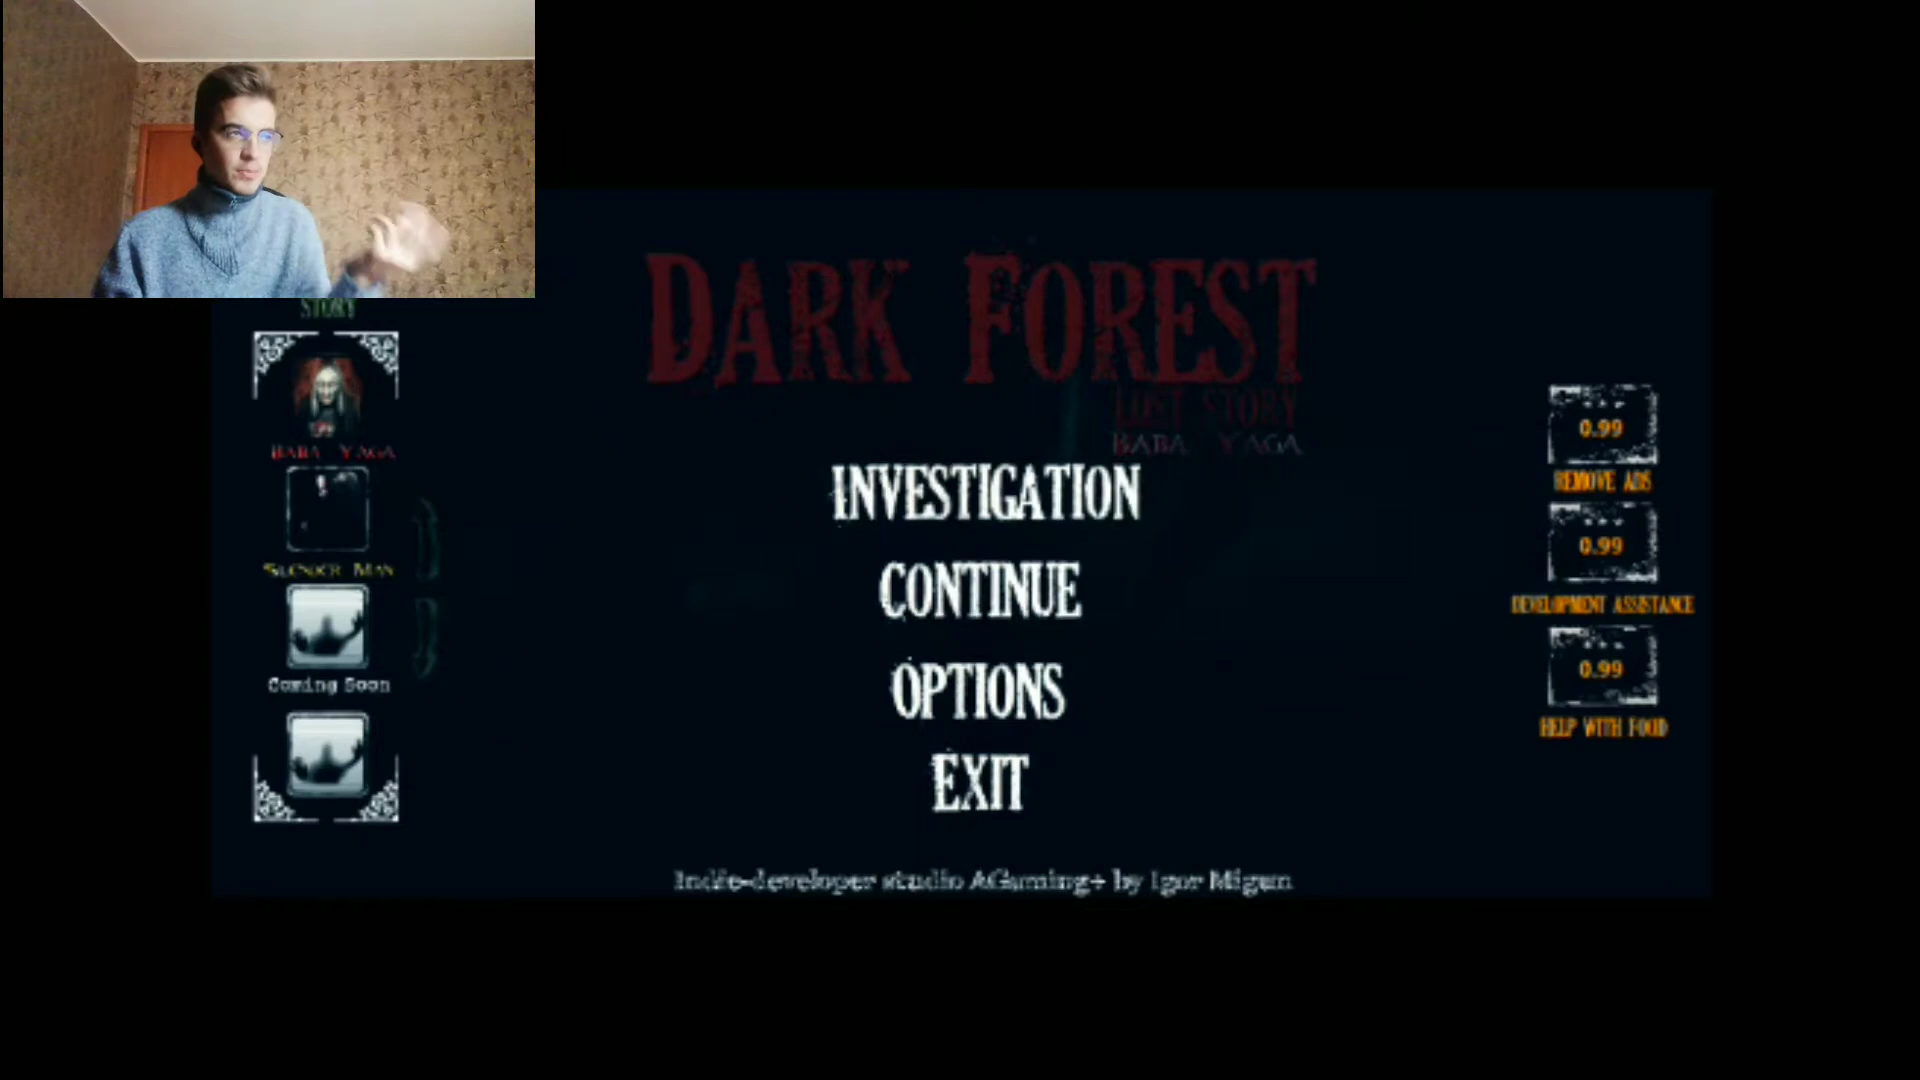 STORY
BABA YAGA
SLENDER MAN
Coming Soon
DARK FOREST
LOST STORY
BABA YAGA
INVESTIGATION
CONTINUE
OPTIONS
EXIT
Indie-developer studio AGaming+ by Igor Migun
0.99
REMOVE ADS
0.99
DEVELOPMENT ASSISTANCE
0.99
HELP WITH FOOD